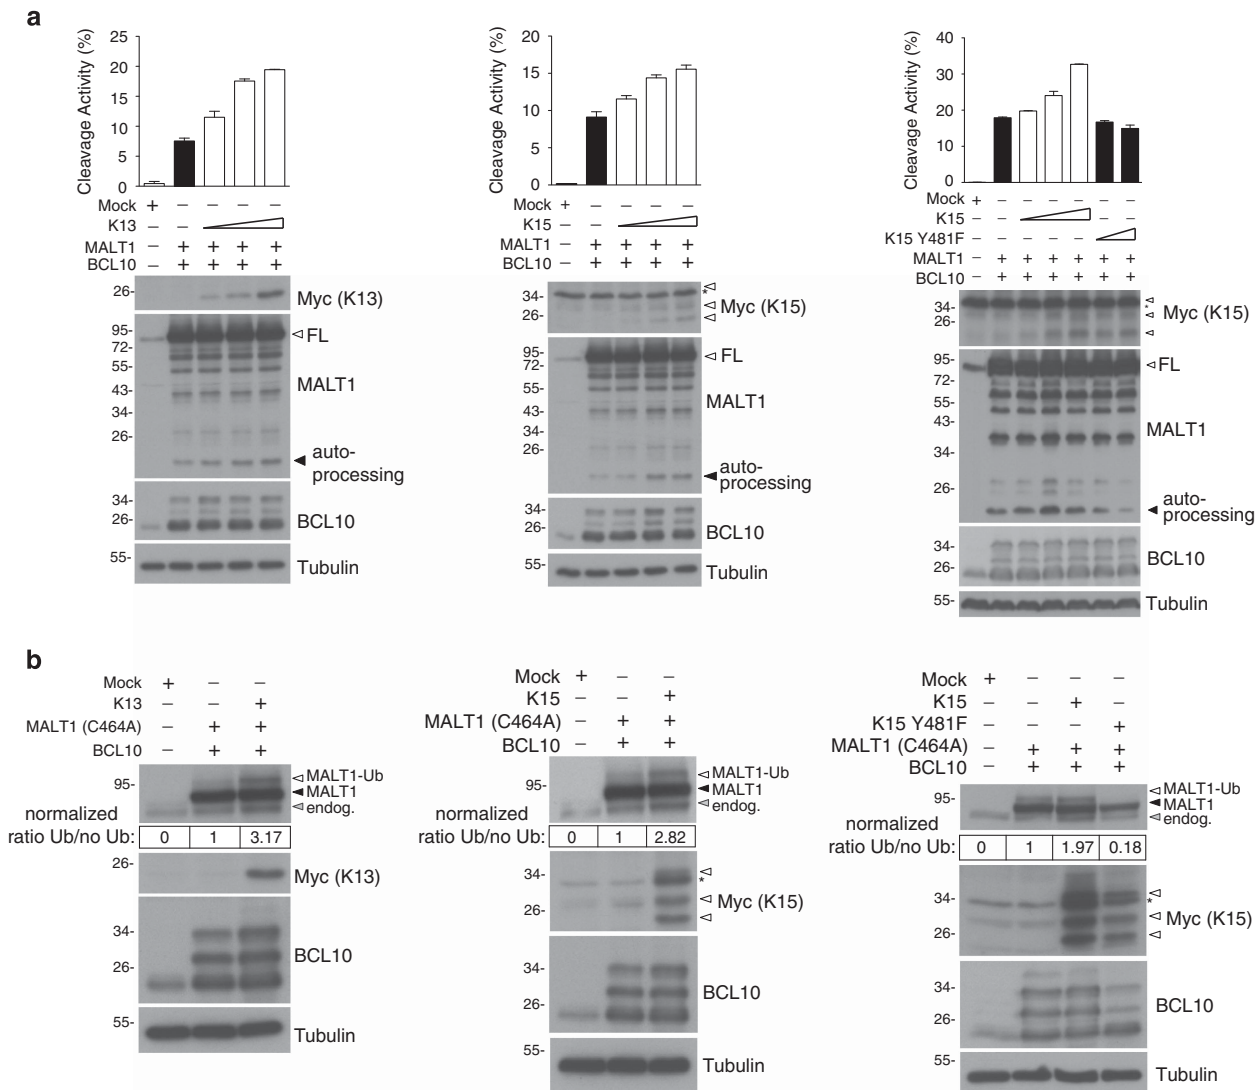 a
Cleavage Activity (%)
25
20
15
10
5
0
Mock + – – – –
K13 – –
MALT1 – + + + +
BCL10 – + + + +
26-
Myc (K13)
95-
72-
55-
43-
34-
26-
FL
MALT1
auto-
processing
34-
26-
BCL10
55-
Tubulin
Cleavage Activity (%)
20
15
10
5
0
Mock + – – – –
K15 – –
MALT1 – + + + +
BCL10 – + + + +
34-
26-
*
Myc (K15)
95-
72-
55-
43-
34-
26-
FL
MALT1
auto-
processing
34-
26-
BCL10
55-
Tubulin
Cleavage Activity (%)
40
30
20
10
0
Mock + – – – – – –
K15 – – – –
K15 Y481F – – – – –
MALT1 – + + + + + +
BCL10 – + + + + + +
34-
26-
*
Myc (K15)
95-
72-
55-
43-
34-
26-
FL
MALT1
auto-
processing
34-
26-
BCL10
55-
Tubulin
b
Mock + – –
K13 – – +
MALT1 (C464A) – + +
BCL10 – + +
95-
MALT1-Ub
MALT1
endog.
normalized
ratio Ub/no Ub: 0 1 3.17
26-
Myc (K13)
34-
26-
BCL10
55-
Tubulin
Mock + – –
K15 – – +
MALT1 (C464A) – + +
BCL10 – + +
95-
MALT1-Ub
MALT1
endog.
normalized
ratio Ub/no Ub: 0 1 2.82
34-
26-
*
Myc (K15)
34-
26-
BCL10
55-
Tubulin
Mock + – – –
K15 – – + –
K15 Y481F – – – +
MALT1 (C464A) – + + +
BCL10 – + + +
95-
MALT1-Ub
MALT1
endog.
normalized
ratio Ub/no Ub: 0 1 1.97 0.18
34-
26-
*
Myc (K15)
34-
26-
BCL10
55-
Tubulin